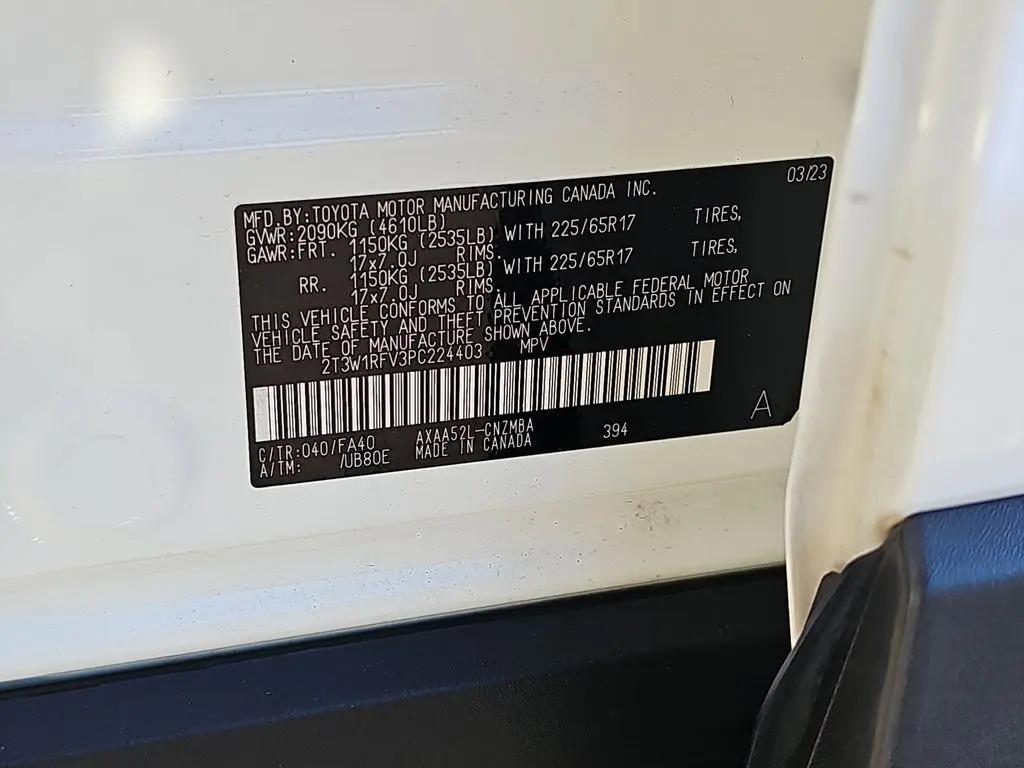 03/23
MFD.BY:TOYOTA MOTOR MANUFACTURING CANADA INC.
GVWR:2090KG (4610LB)
GAWR:FRT. 1150KG (2535LB) WITH 225/65R17 TIRES,
17x7.0J RIMS.
RR. 1150KG (2535LB) WITH 225/65R17 TIRES,
17x7.0J RIMS.
THIS VEHICLE CONFORMS TO ALL APPLICABLE FEDERAL MOTOR
VEHICLE SAFETY AND THEFT PREVENTION STANDARDS IN EFFECT ON
THE DATE OF MANUFACTURE SHOWN ABOVE.
2T3W1RFV3PC224403 MPV
A
C/TR:040/FA40 AXAA52L-CNZMBA 394
A/TM: /UB80E MADE IN CANADA